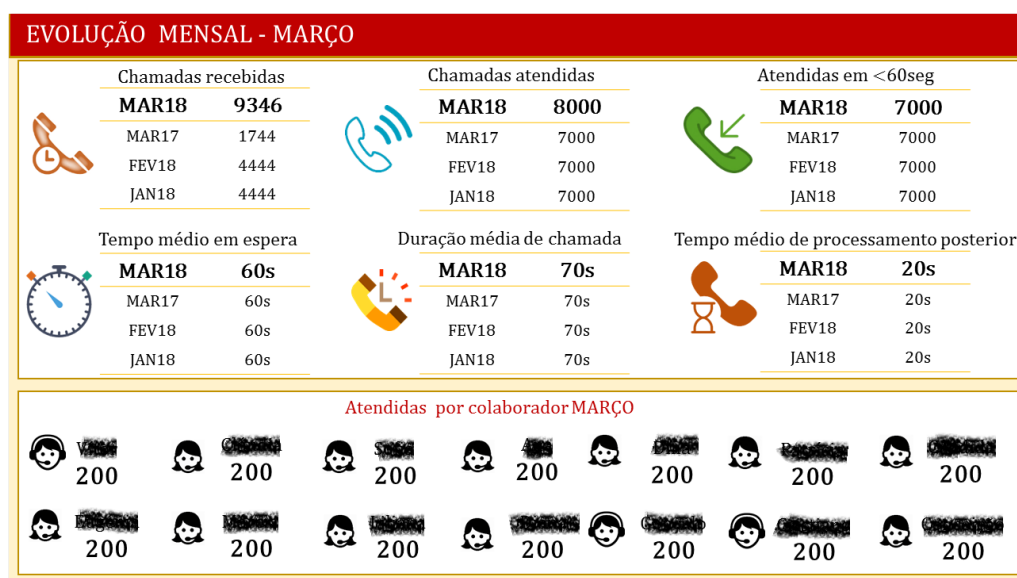 EVOLUÇÃO MENSAL - MARÇO
Chamadas recebidas
MAR18 9346
MAR17 1744
FEV18 4444
JAN18 4444
Chamadas atendidas
MAR18 8000
MAR17 7000
FEV18 7000
JAN18 7000
Atendidas em <60seg
MAR18 7000
MAR17 7000
FEV18 7000
JAN18 7000
Tempo médio em espera
MAR18 60s
MAR17 60s
FEV18 60s
JAN18 60s
Duração média de chamada
MAR18 70s
MAR17 70s
FEV18 70s
JAN18 70s
Tempo médio de processamento posterior
MAR18 20s
MAR17 20s
FEV18 20s
JAN18 20s
Atendidas por colaborador MARÇO
200 200 200 200 200 200 200
200 200 200 200 200 200 200